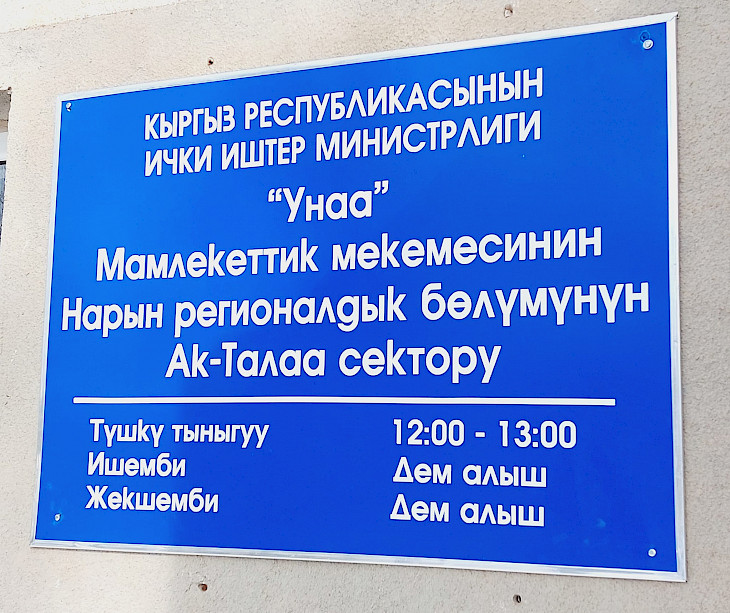 КЫРГЫЗ РЕСПУБЛИКАСЫНЫН
ИЧКИ ИШТЕР МИНИСТРЛИГИ
“Унаа”
Мамлекеттик мекемесинин
Нарын регионалдык бөлүмүнүн
Ак-Талаа сектору
Түшкү тыныгуу 12:00 - 13:00
Ишемби Дем алыш
Жекшемби Дем алыш